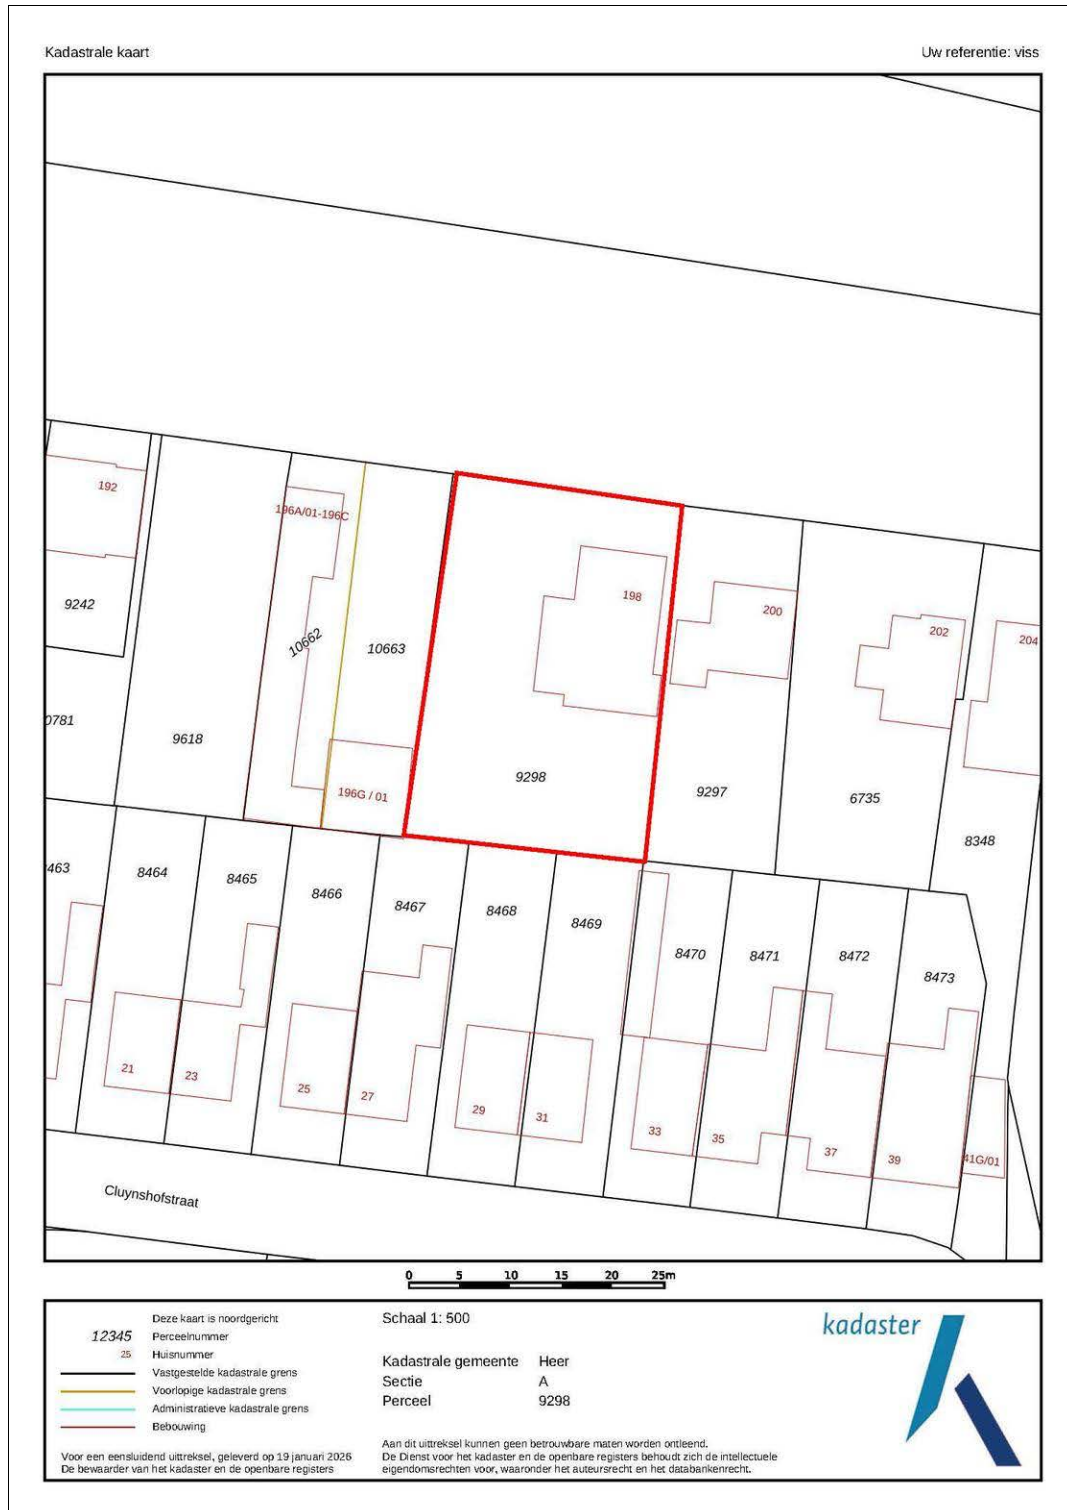 Kadastrale kaart
Uw referentie: viss
192
196A/01-196C
198
200
202
204
9242
10662
10663
0781
9618
196G / 01
9298
9297
6735
8348
463
8464
8465
8466
8467
8468
8469
8470
8471
8472
8473
21
23
25
27
29
31
33
35
37
39
41G/01
Cluynshofstraat
0 5 10 15 20 25m
Deze kaart is noordgericht
12345 Perceelnummer
25 Huisnummer
Vastgestelde kadastrale grens
Voorlopige kadastrale grens
Administratieve kadastrale grens
Bebouwing
Voor een eensluidend uittreksel, geleverd op 19 januari 2026
De bewaarder van het kadaster en de openbare registers
Schaal 1: 500
Kadastrale gemeente Heer
Sectie A
Perceel 9298
Aan dit uittreksel kunnen geen betrouwbare maten worden ontleend.
De Dienst voor het kadaster en de openbare registers behoudt zich de intellectuele
eigendomsrechten voor, waaronder het auteursrecht en het databankenrecht.
kadaster